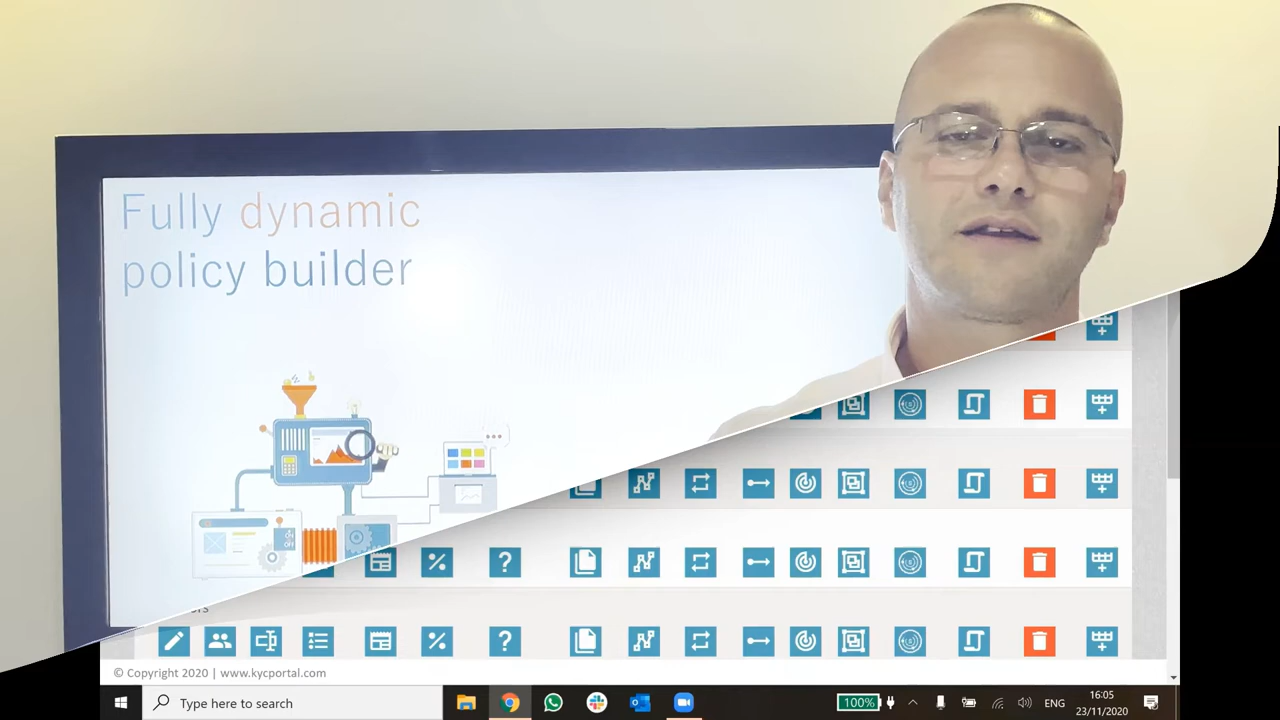 Fully dynamic
policy builder
© Copyright 2020 | www.kycportal.com
Type here to search
100%
ENG
16:05
23/11/2020